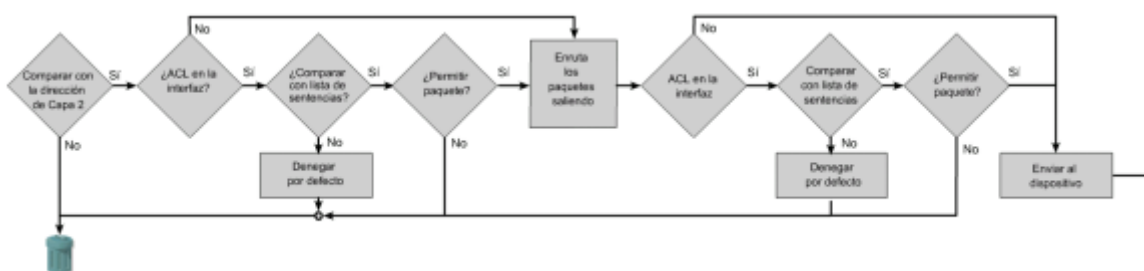 Comparar con
la dirección
de Capa 2
Sí
No
¿ACL en la
interfaz?
No
Sí
¿Comparar
con lista de
sentencias?
Sí
No
Denegar
por defecto
¿Permitir
paquete?
Sí
No
Enruta
los
paquetes
saliendo
ACL en la
interfaz
No
Sí
Comparar
con lista de
sentencias
Sí
No
Denegar
por defecto
¿Permitir
paquete?
Sí
No
Enviar al
dispositivo